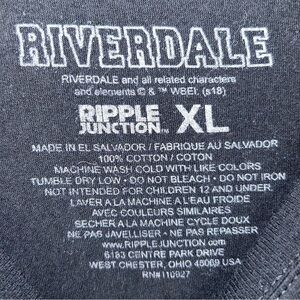 RIVERDALE
RIVERDALE and all related characters
and elements © & ™ WBEI. (s18)
RIPPLE
JUNCTION™ XL
MADE IN EL SALVADOR / FABRIQUE AU SALVADOR
100% COTTON / COTON
MACHINE WASH COLD WITH LIKE COLORS
TUMBLE DRY LOW • DO NOT BLEACH • DO NOT IRON
NOT INTENDED FOR CHILDREN 12 AND UNDER.
LAVER A LA MACHINE A L'EAU FROIDE
AVEC COULEURS SIMILAIRES
SECHER A LA MACHINE CYCLE DOUX
NE PAS JAVELLISER • NE PAS REPASSER
www.RIPPLEJUNCTION.com
6183 CENTRE PARK DRIVE
WEST CHESTER, OHIO 45069 USA
RN#110927